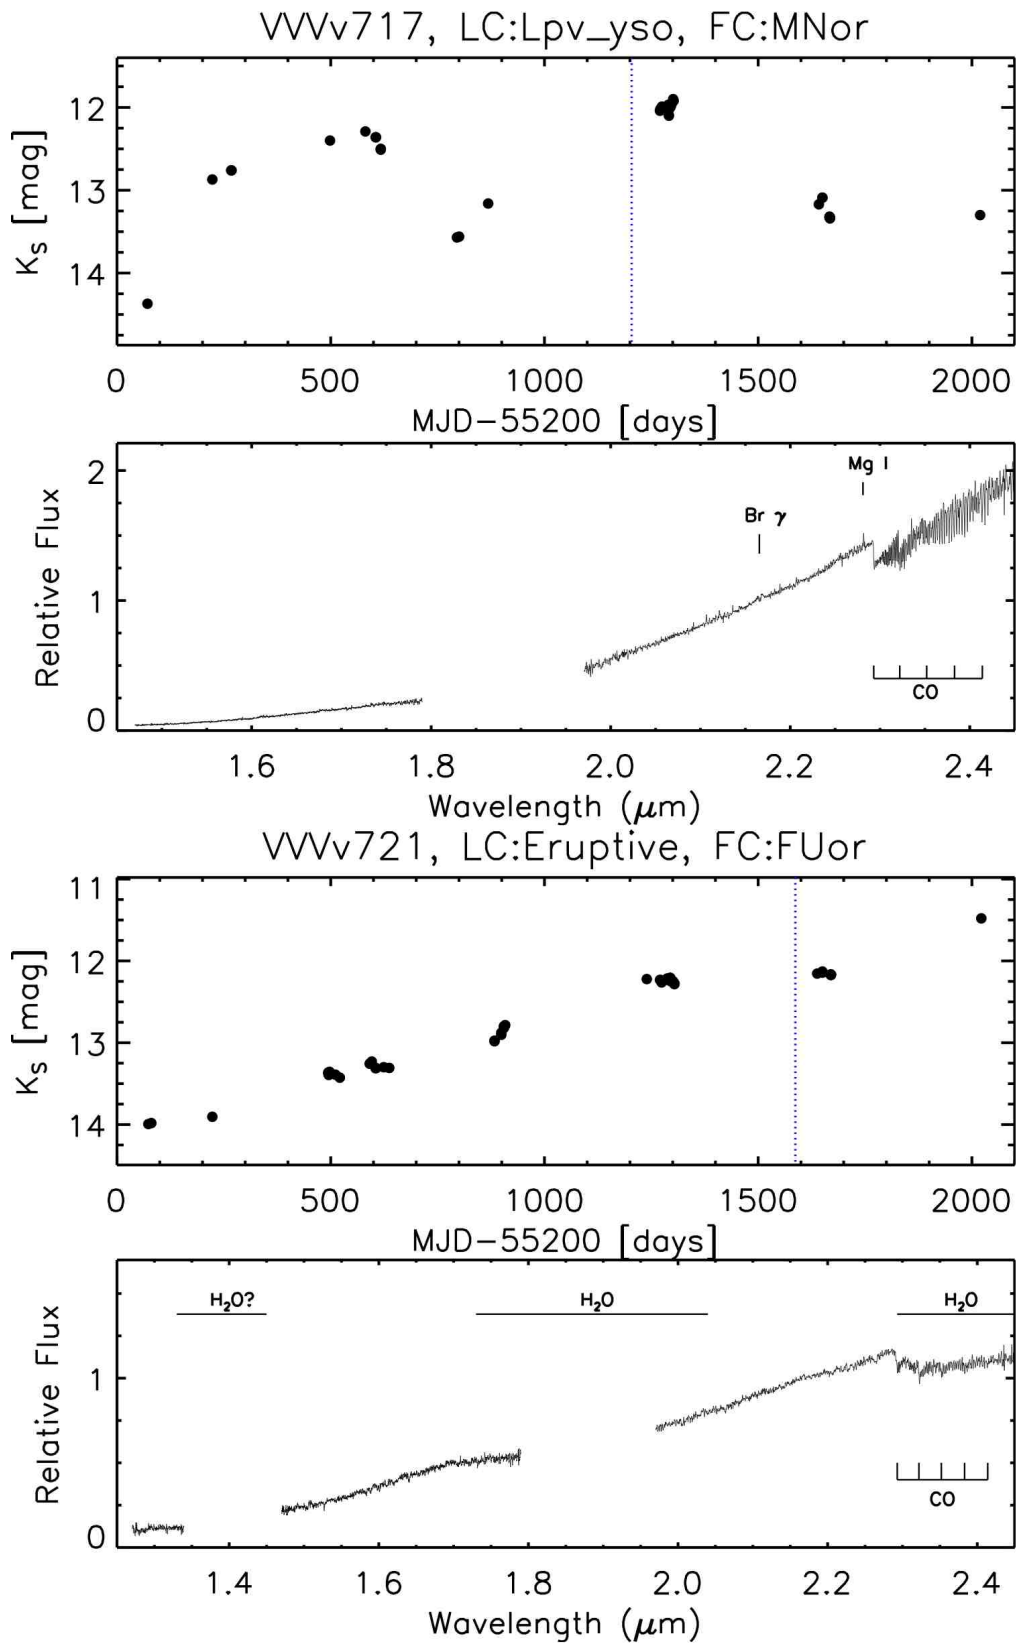 VVVv717, LC:Lpv_yso, FC:MNor
12
13
14
K_S [mag]
0 500 1000 1500 2000
MJD-55200 [days]
2
1
0
Relative Flux
Mg I
Br γ
CO
1.6 1.8 2.0 2.2 2.4
Wavelength (μm)
VVVv721, LC:Eruptive, FC:FUor
11
12
13
14
K_S [mag]
0 500 1000 1500 2000
MJD-55200 [days]
H₂O? H₂O H₂O
1
0
Relative Flux
CO
1.4 1.6 1.8 2.0 2.2 2.4
Wavelength (μm)